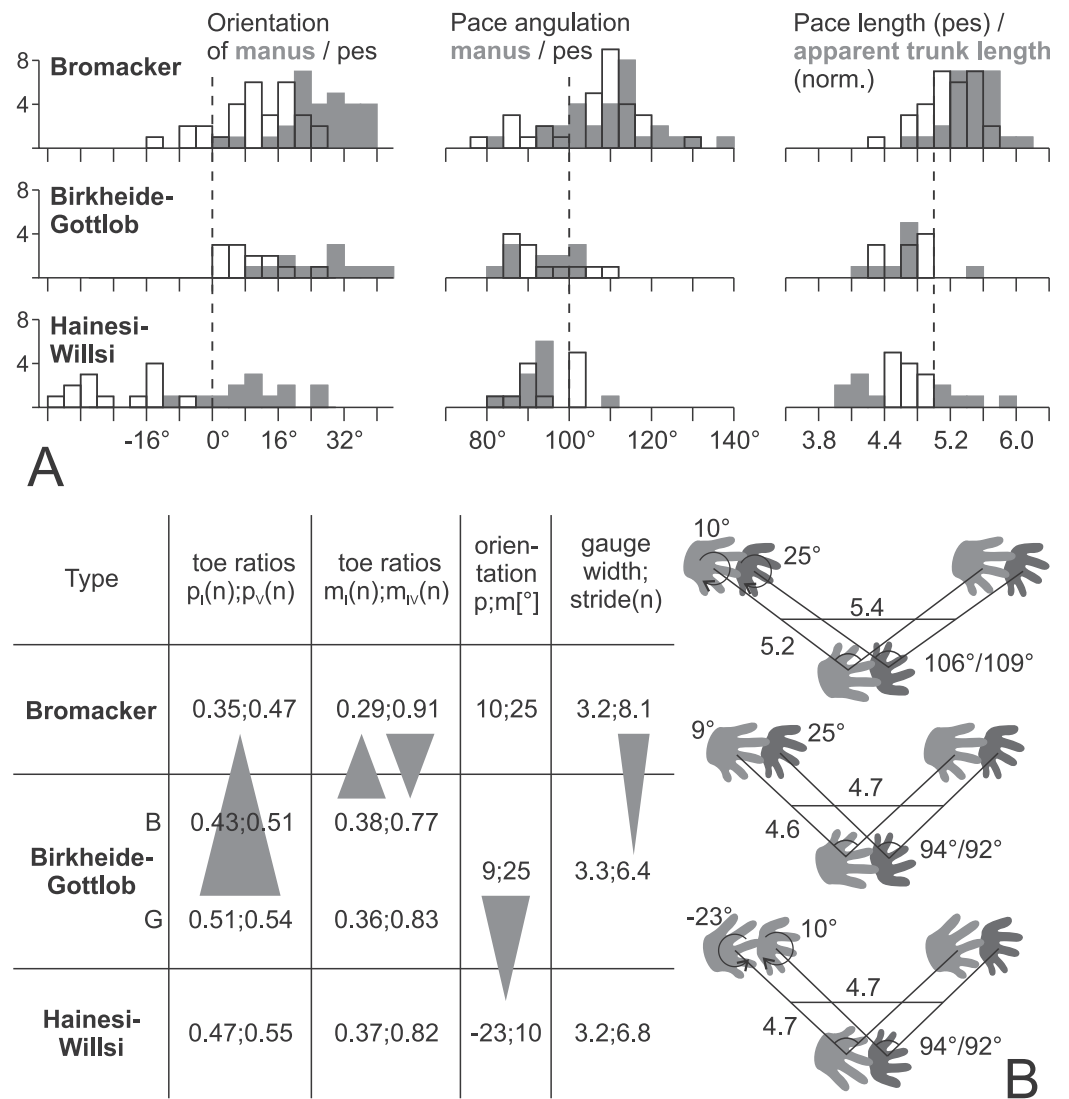 Orientation
of manus / pes
Pace angulation
manus / pes
Pace length (pes) /
apparent trunk length
(norm.)
8
4
Bromacker
8
4
Birkheide-
Gottlob
8
4
Hainesi-
Willsi
-16° 0° 16° 32°
80° 100° 120° 140°
3.8 4.4 5.2 6.0
A
Type
toe ratios
pI(n);pV(n)
toe ratios
mI(n);mIV(n)
orien-
tation
p;m[°]
gauge
width;
stride(n)
Bromacker
0.35;0.47
0.29;0.91
10;25
3.2;8.1
B
0.43;0.51
0.38;0.77
Birkheide-
Gottlob
9;25
3.3;6.4
G
0.51;0.54
0.36;0.83
Hainesi-
Willsi
0.47;0.55
0.37;0.82
-23;10
3.2;6.8
10°
25°
5.4
5.2
106°/109°
9°
25°
4.7
4.6
94°/92°
-23°
10°
4.7
4.7
94°/92°
B